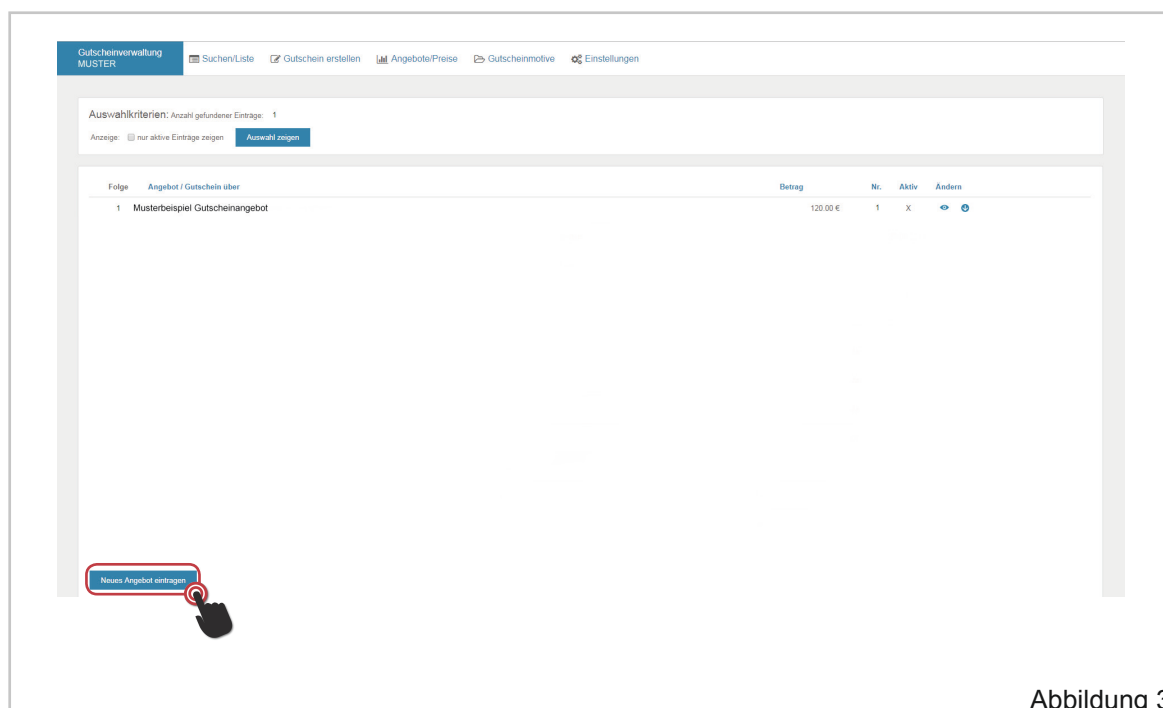 Gutscheinverwaltung
MUSTER
Suchen/Liste Gutschein erstellen Angebote/Preise Gutscheinmotive Einstellungen
Auswahlkriterien: Anzahl gefundener Einträge: 1
Anzeige: nur aktive Einträge zeigen Auswahl zeigen
Folge Angebot / Gutschein über Betrag Nr. Aktiv Ändern
1 Musterbeispiel Gutscheinangebot 120.00 € 1 X
Neues Angebot eintragen
Abbildung 3